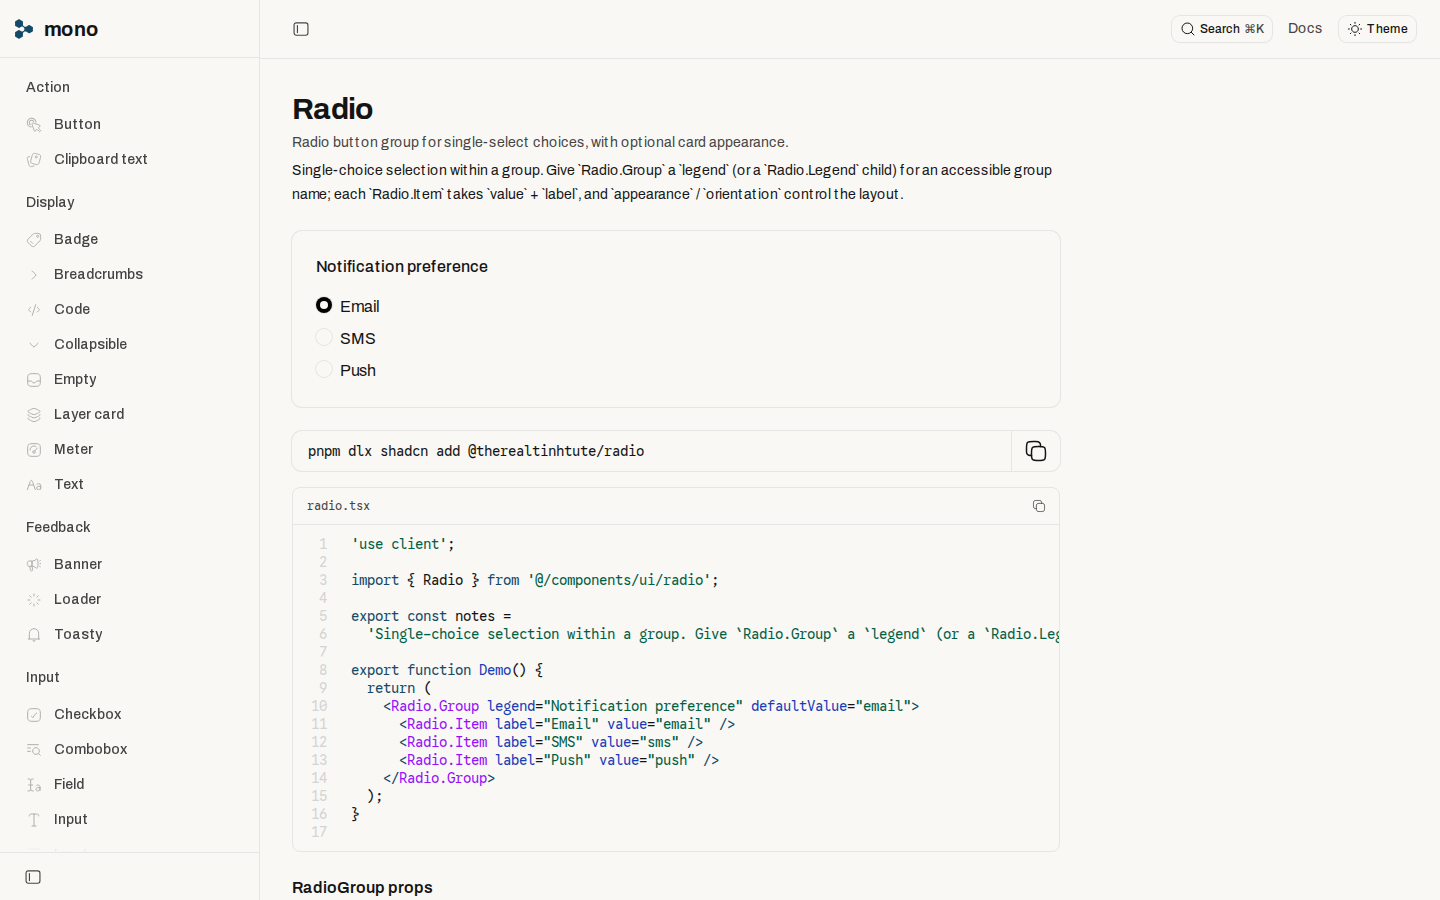 mono
Search ⌘K
Docs
Theme
Action
Button
Clipboard text
Display
Badge
Breadcrumbs
Code
Collapsible
Empty
Layer card
Meter
Text
Feedback
Banner
Loader
Toasty
Input
Checkbox
Combobox
Field
Input
Radio
Radio button group for single-select choices, with optional card appearance.
Single-choice selection within a group. Give `Radio.Group` a `legend` (or a `Radio.Legend` child) for an accessible group
name; each `Radio.Item` takes `value` + `label`, and `appearance` / `orientation` control the layout.
Notification preference
Email
SMS
Push
pnpm dlx shadcn add @therealtinhtute/radio
radio.tsx
1 'use client';
2
3 import { Radio } from '@/components/ui/radio';
4
5 export const notes =
6 'Single-choice selection within a group. Give `Radio.Group` a `legend` (or a `Radio.Leg
7
8 export function Demo() {
9 return (
10 <Radio.Group legend="Notification preference" defaultValue="email">
11 <Radio.Item label="Email" value="email" />
12 <Radio.Item label="SMS" value="sms" />
13 <Radio.Item label="Push" value="push" />
14 </Radio.Group>
15 );
16 }
17
RadioGroup props